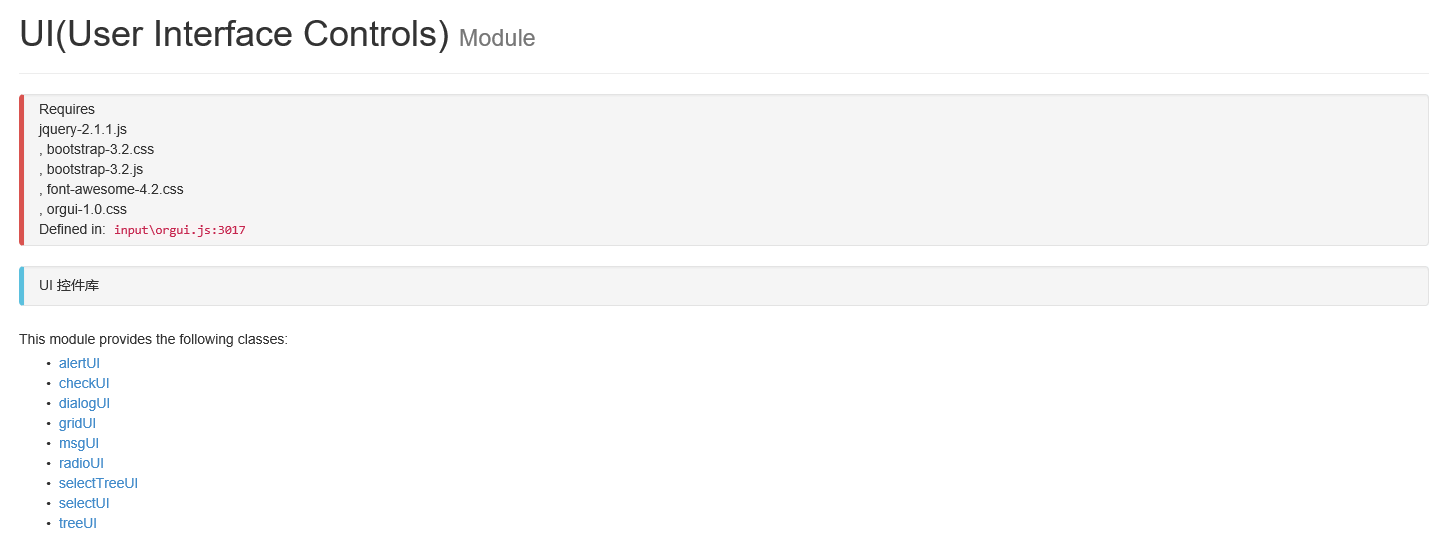 UI(User Interface Controls) Module
Requires
jquery-2.1.1.js
, bootstrap-3.2.css
, bootstrap-3.2.js
, font-awesome-4.2.css
, orgui-1.0.css
Defined in: input\orgui.js:3017
UI 控件库
This module provides the following classes:
• alertUI
• checkUI
• dialogUI
• gridUI
• msgUI
• radioUI
• selectTreeUI
• selectUI
• treeUI